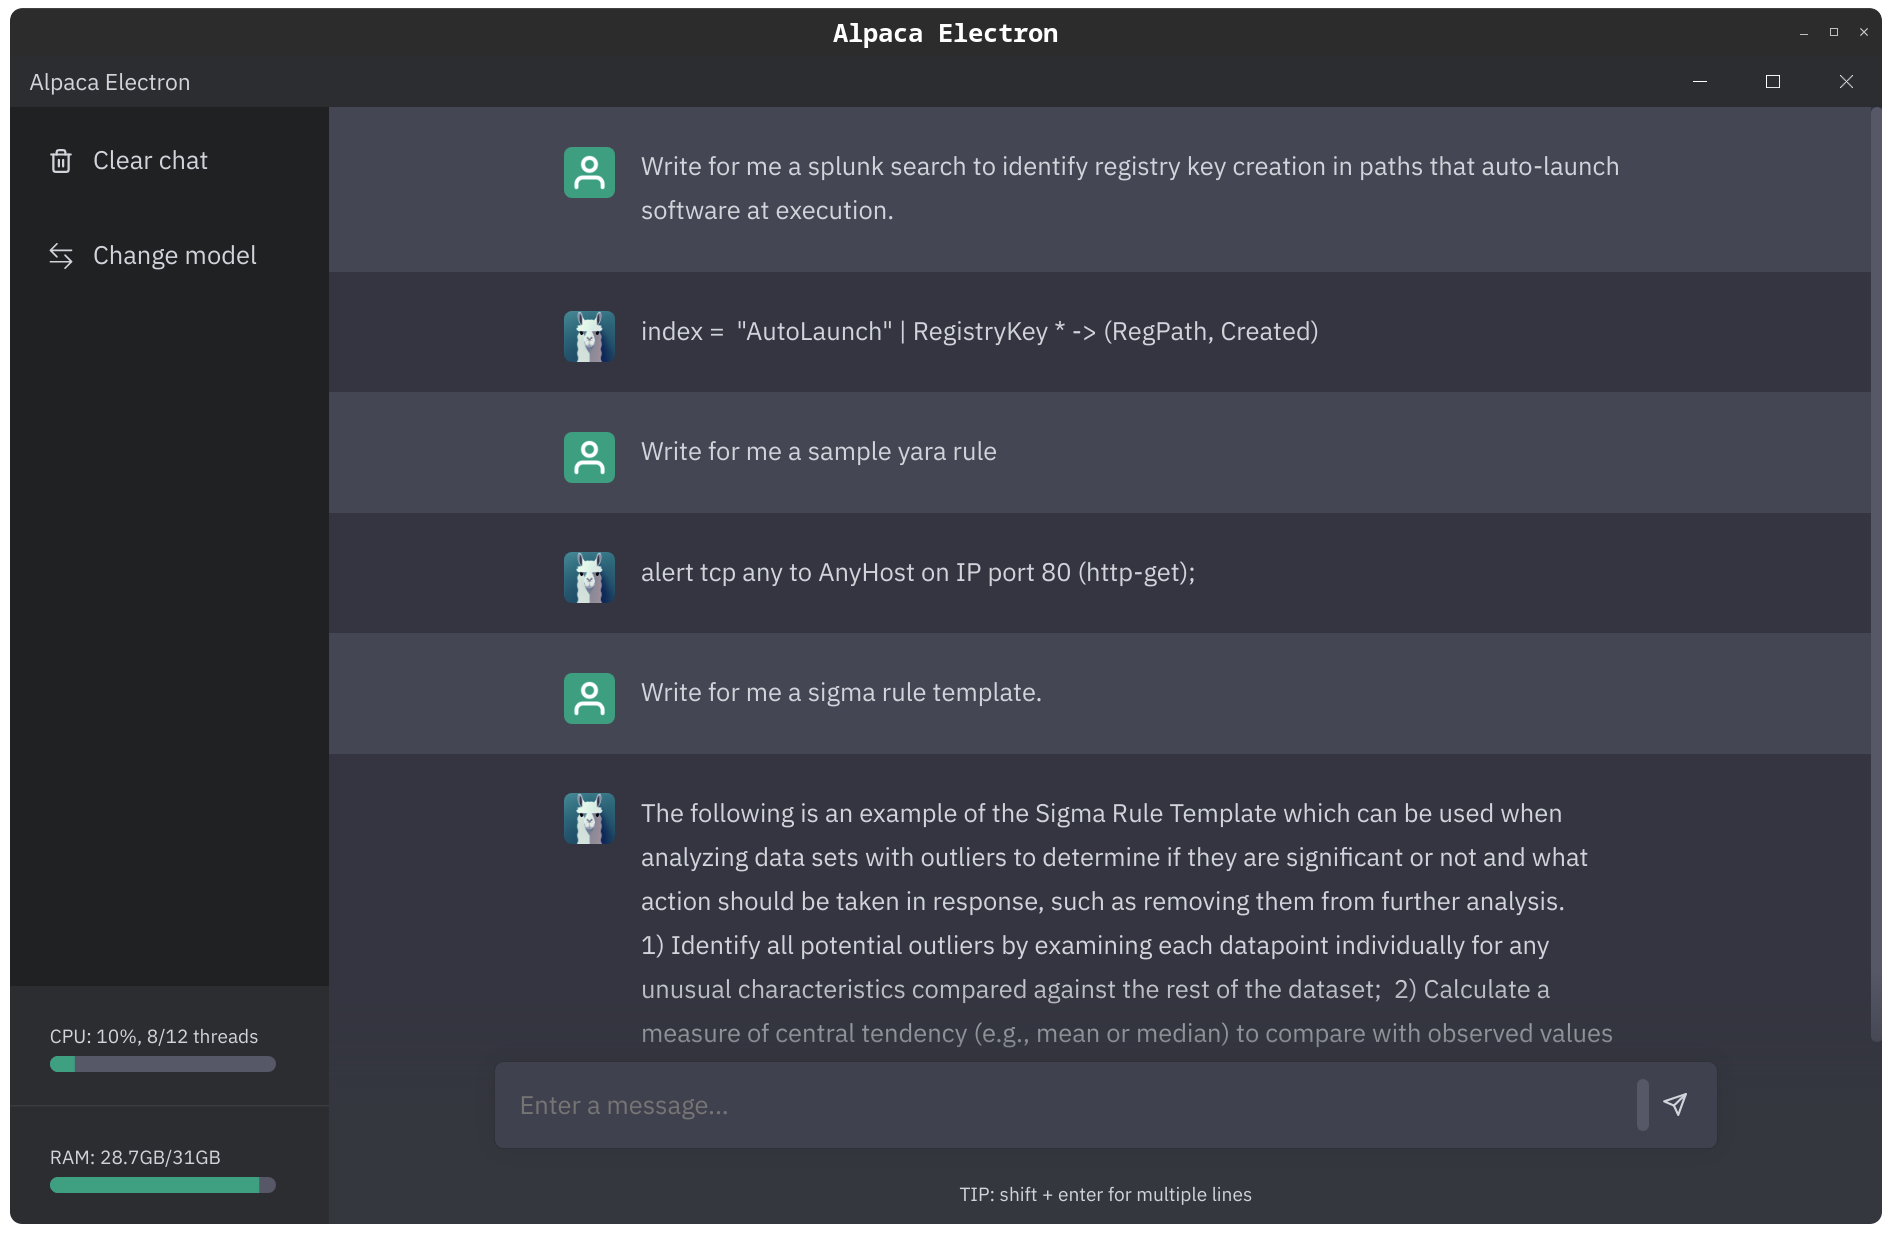 Alpaca Electron
Alpaca Electron
Clear chat
Change model
Write for me a splunk search to identify registry key creation in paths that auto-launch
software at execution.
index =  "AutoLaunch" | RegistryKey * -> (RegPath, Created)
Write for me a sample yara rule
alert tcp any to AnyHost on IP port 80 (http-get);
Write for me a sigma rule template.
The following is an example of the Sigma Rule Template which can be used when
analyzing data sets with outliers to determine if they are significant or not and what
action should be taken in response, such as removing them from further analysis.
1) Identify all potential outliers by examining each datapoint individually for any
unusual characteristics compared against the rest of the dataset;  2) Calculate a
measure of central tendency (e.g., mean or median) to compare with observed values
CPU: 10%, 8/12 threads
RAM: 28.7GB/31GB
Enter a message...
TIP: shift + enter for multiple lines